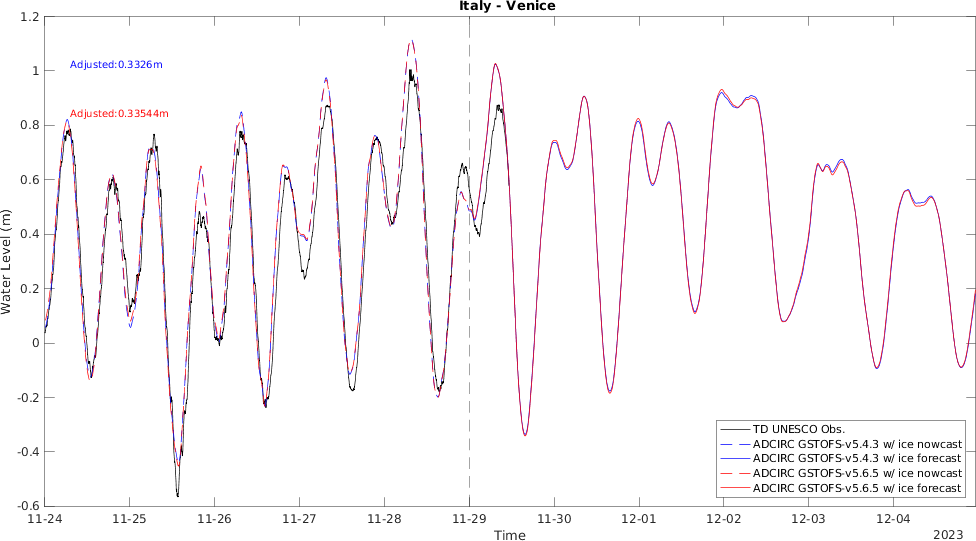 Italy - Venice
Adjusted:0.3326m
Adjusted:0.33544m
Water Level (m)
1.2
1
0.8
0.6
0.4
0.2
0
-0.2
-0.4
-0.6
TD UNESCO Obs.
ADCIRC GSTOFS-v5.4.3 w/ ice nowcast
ADCIRC GSTOFS-v5.4.3 w/ ice forecast
ADCIRC GSTOFS-v5.6.5 w/ ice nowcast
ADCIRC GSTOFS-v5.6.5 w/ ice forecast
11-24 11-25 11-26 11-27 11-28 11-29 11-30 12-01 12-02 12-03 12-04
Time
2023